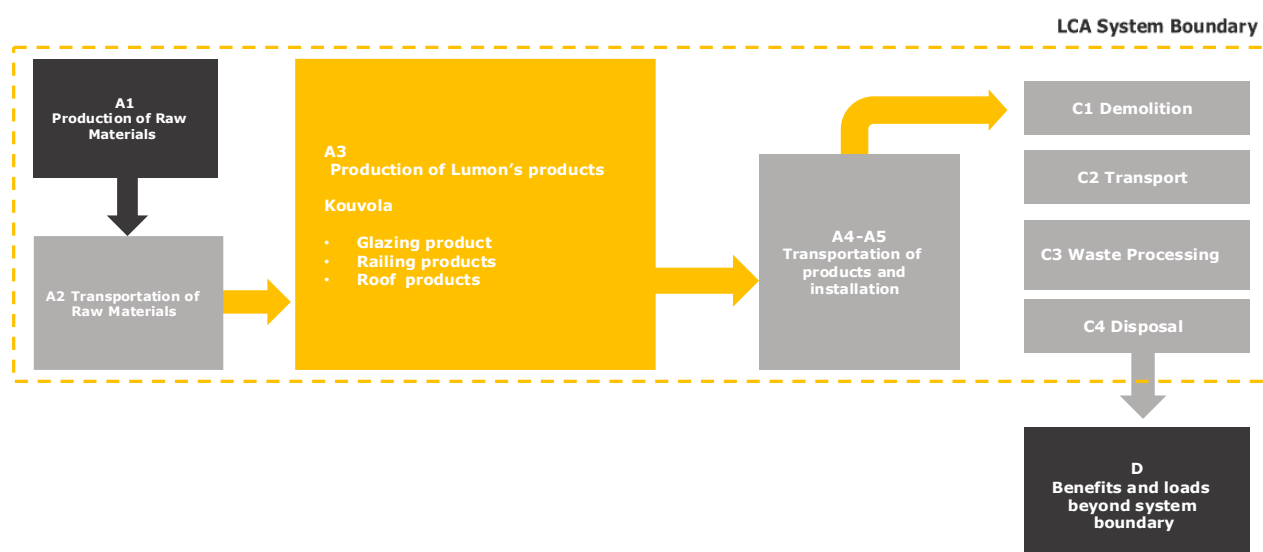 LCA System Boundary
A1
Production of Raw
Materials
A2 Transportation of
Raw Materials
A3
Production of Lumon’s products
Kouvola
• Glazing product
• Railing products
• Roof products
A4-A5
Transportation of
products and
installation
C1 Demolition
C2 Transport
C3 Waste Processing
C4 Disposal
D
Benefits and loads
beyond system
boundary